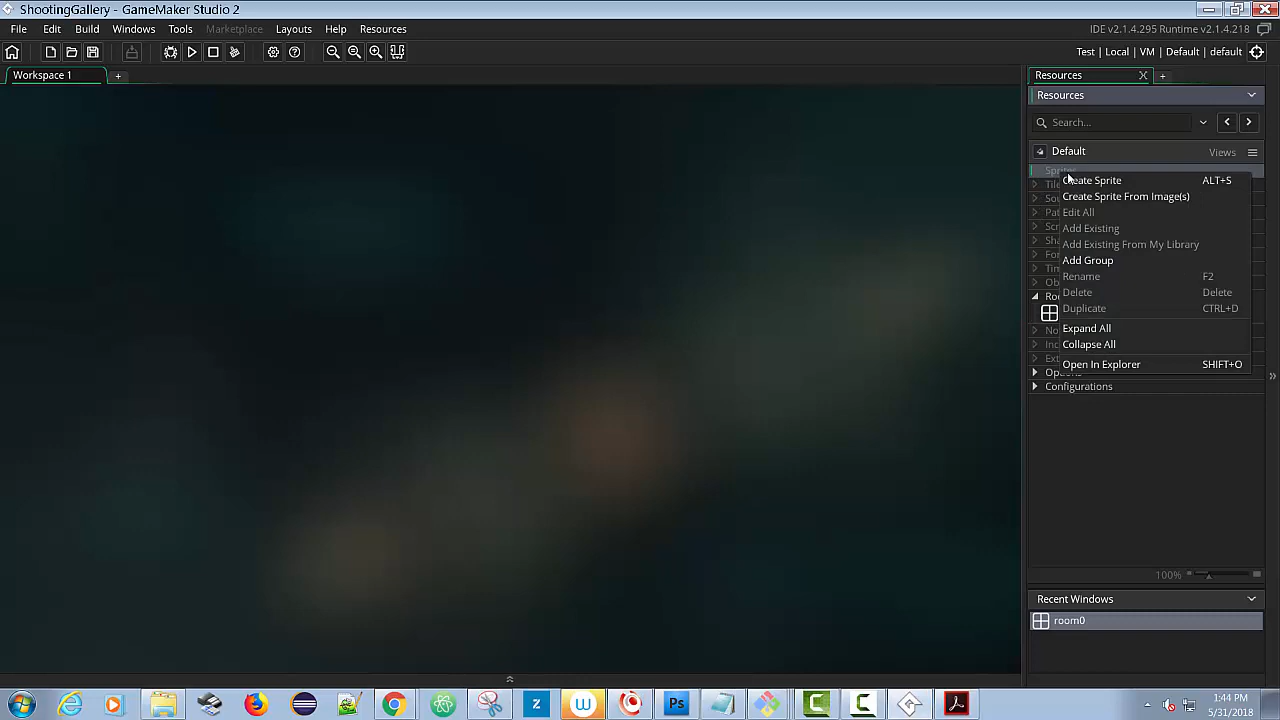 ShootingGallery - GameMaker Studio 2
File Edit Build Windows Tools Marketplace Layouts Help Resources
IDE v2.1.4.295 Runtime v2.1.4.218
Test | Local | VM | Default | default
Workspace 1 +
Resources X +
Resources
Search...
Default Views
Create Sprite ALT+S
Create Sprite From Image(s)
Edit All
Add Existing
Add Existing From My Library
Add Group
Rename F2
Delete Delete
Duplicate CTRL+D
Expand All
Collapse All
Open In Explorer SHIFT+O
Configurations
100%
Recent Windows
room0
1:44 PM
5/31/2018